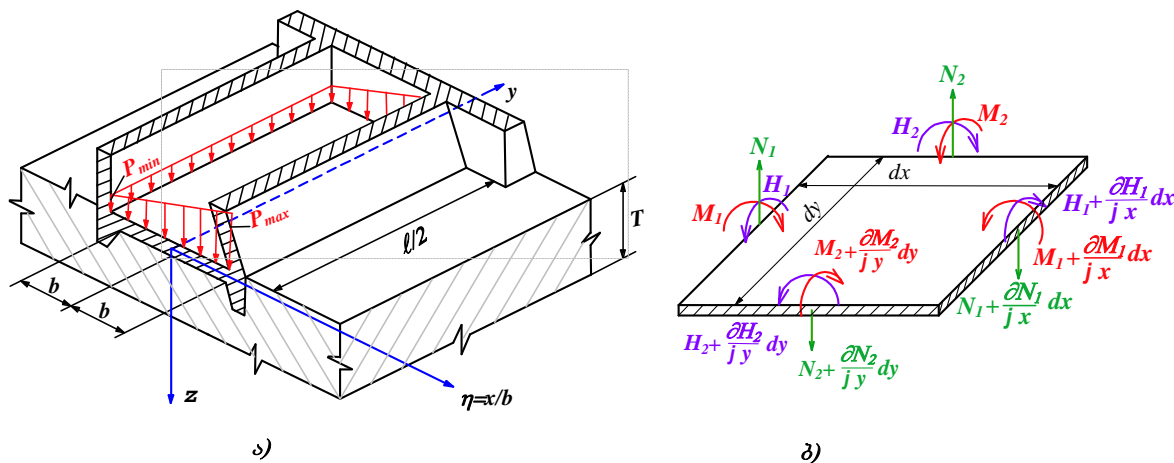 y
P min
P max
ℓ/2
T
b
b
z
η=x/b
ა)
N₂
H₂
M₂
N₁
H₁
M₁
dx
dy
H₁+ ∂H₁/j x dx
M₂+ ∂M₂/j y dy
M₁+ ∂M₁/j x dx
N₁+ ∂N₁/j x dx
H₂+ ∂H₂/j y dy
N₂+ ∂N₂/j y dy
ბ)